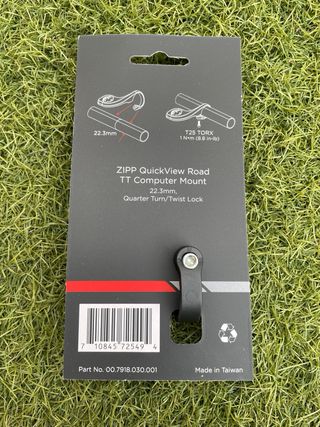 22.3mm
T25 TORX
1 N•m (8.8 in-lb)
ZIPP QuickView Road
TT Computer Mount
22.3mm,
Quarter Turn/Twist Lock
7 10845 72549 4
Part No. 00.7918.030.001
Made in Taiwan